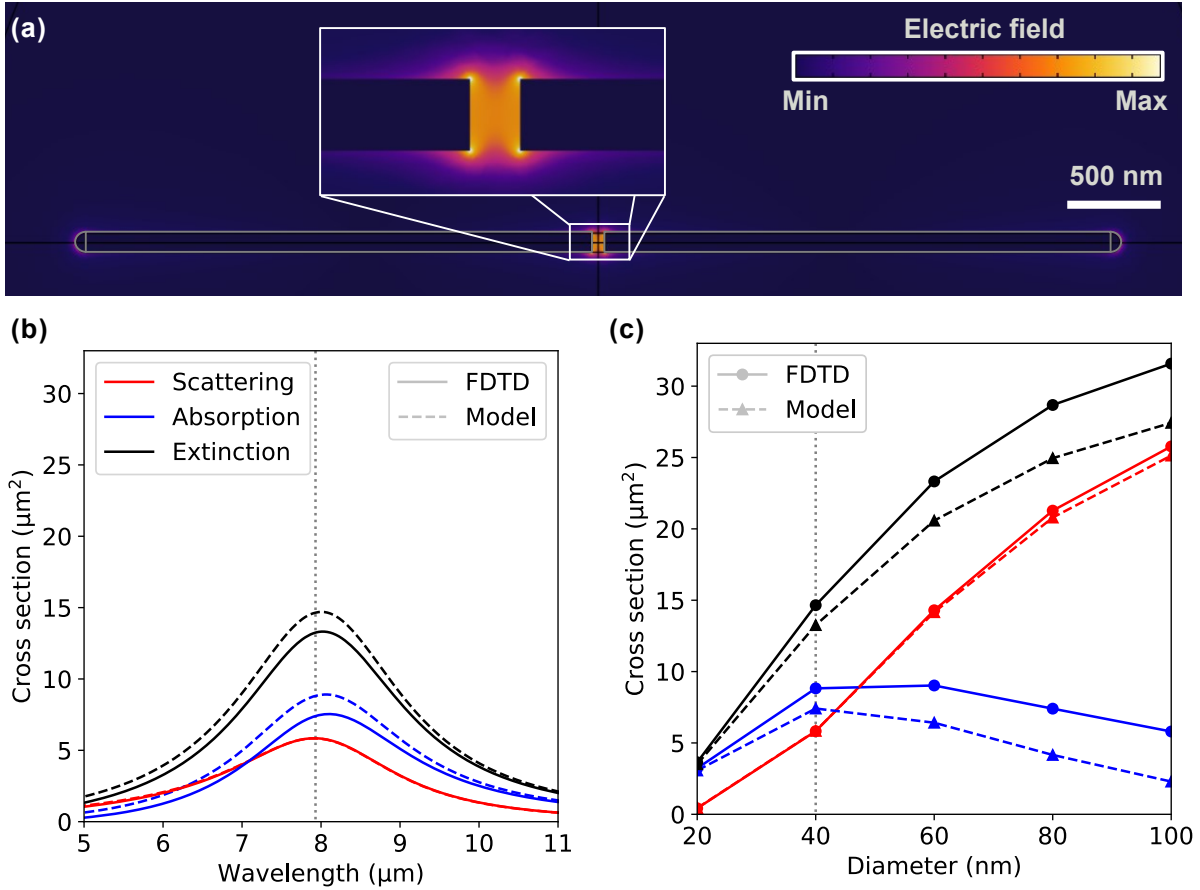 (a)
Electric field
Min Max
500 nm
(b)
Scattering
Absorption
Extinction
FDTD
Model
Cross section (μm²)
30
25
20
15
10
5
0
5 6 7 8 9 10 11
Wavelength (μm)
(c)
FDTD
Model
Cross section (μm²)
30
25
20
15
10
5
0
20 40 60 80 100
Diameter (nm)